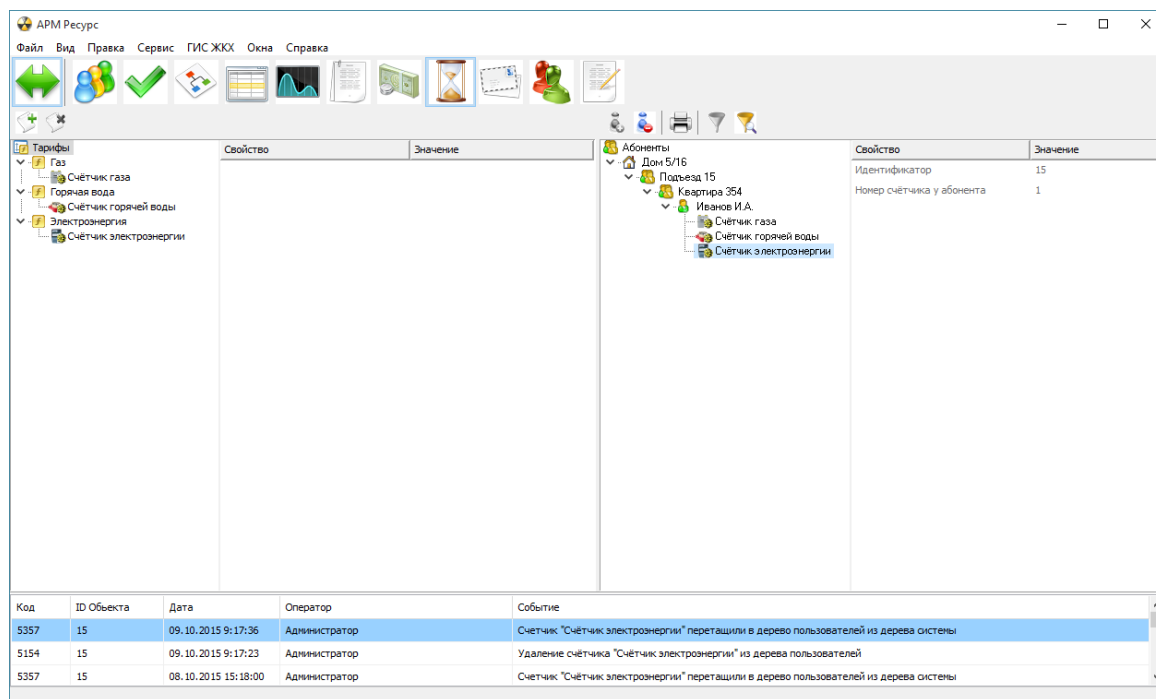 АРМ Ресурс
Файл Вид Правка Сервис ГИС ЖКХ Окна Справка
Тарифы
Газ
Счётчик газа
Горячая вода
Счётчик горячей воды
Электроэнергия
Счётчик электроэнергии
Свойство Значение
Абоненты
Дом 5/16
Подъезд 15
Квартира 354
Иванов И.А.
Счётчик газа
Счётчик горячей воды
Счётчик электроэнергии
Свойство Значение
Идентификатор 15
Номер счётчика у абонента 1
Код ID Обьекта Дата Оператор Событие
5357 15 09.10.2015 9:17:36 Администратор Счетчик "Счётчик электроэнергии" перетащили в дерево пользователей из дерева системы
5154 15 09.10.2015 9:17:23 Администратор Удаление счётчика "Счётчик электроэнергии" из дерева пользователей
5357 15 08.10.2015 15:18:00 Администратор Счетчик "Счётчик электроэнергии" перетащили в дерево пользователей из дерева системы